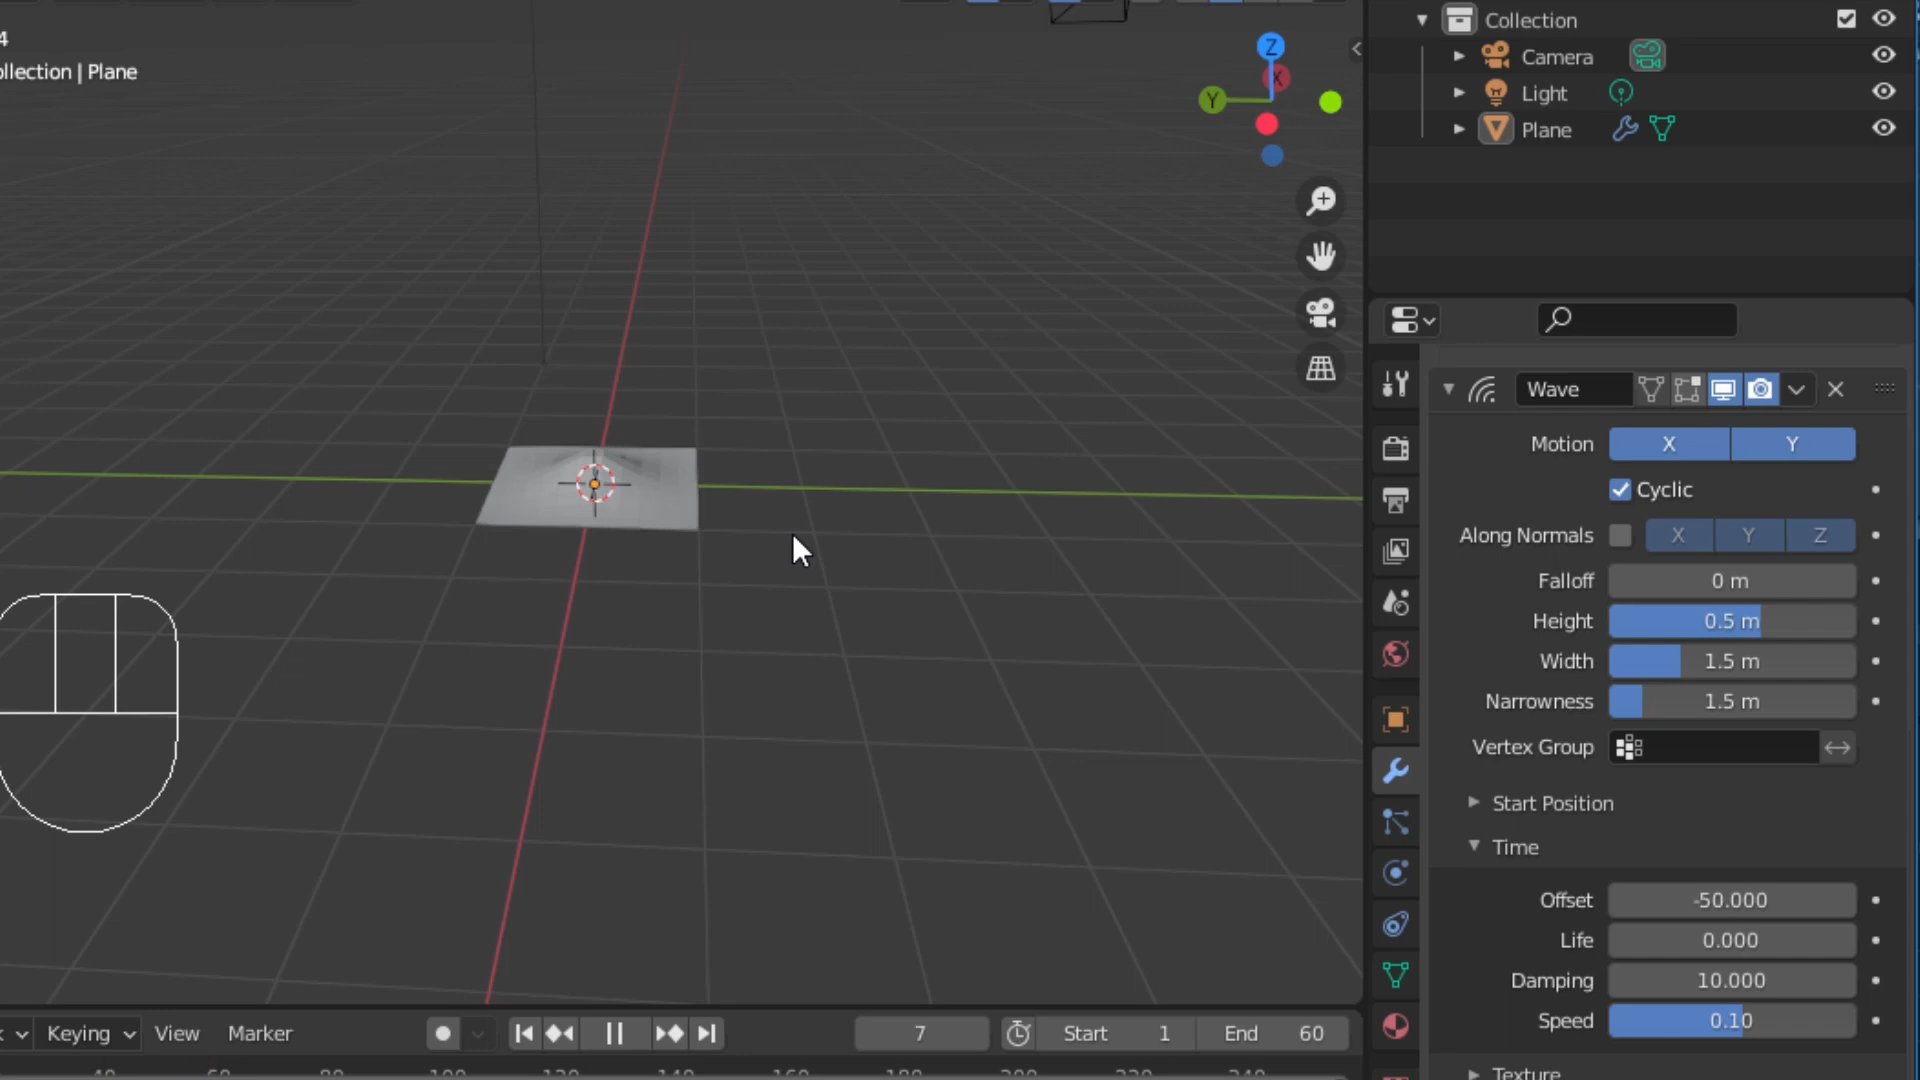 4
ollection | Plane
Z
X
Y
Collection
Camera
Light
Plane
Wave
Motion X Y
Cyclic
Along Normals X Y Z
Falloff 0 m
Height 0.5 m
Width 1.5 m
Narrowness 1.5 m
Vertex Group
Start Position
Time
Offset -50.000
Life 0.000
Damping 10.000
Speed 0.10
Texture
Keying View Marker 7 Start 1 End 60